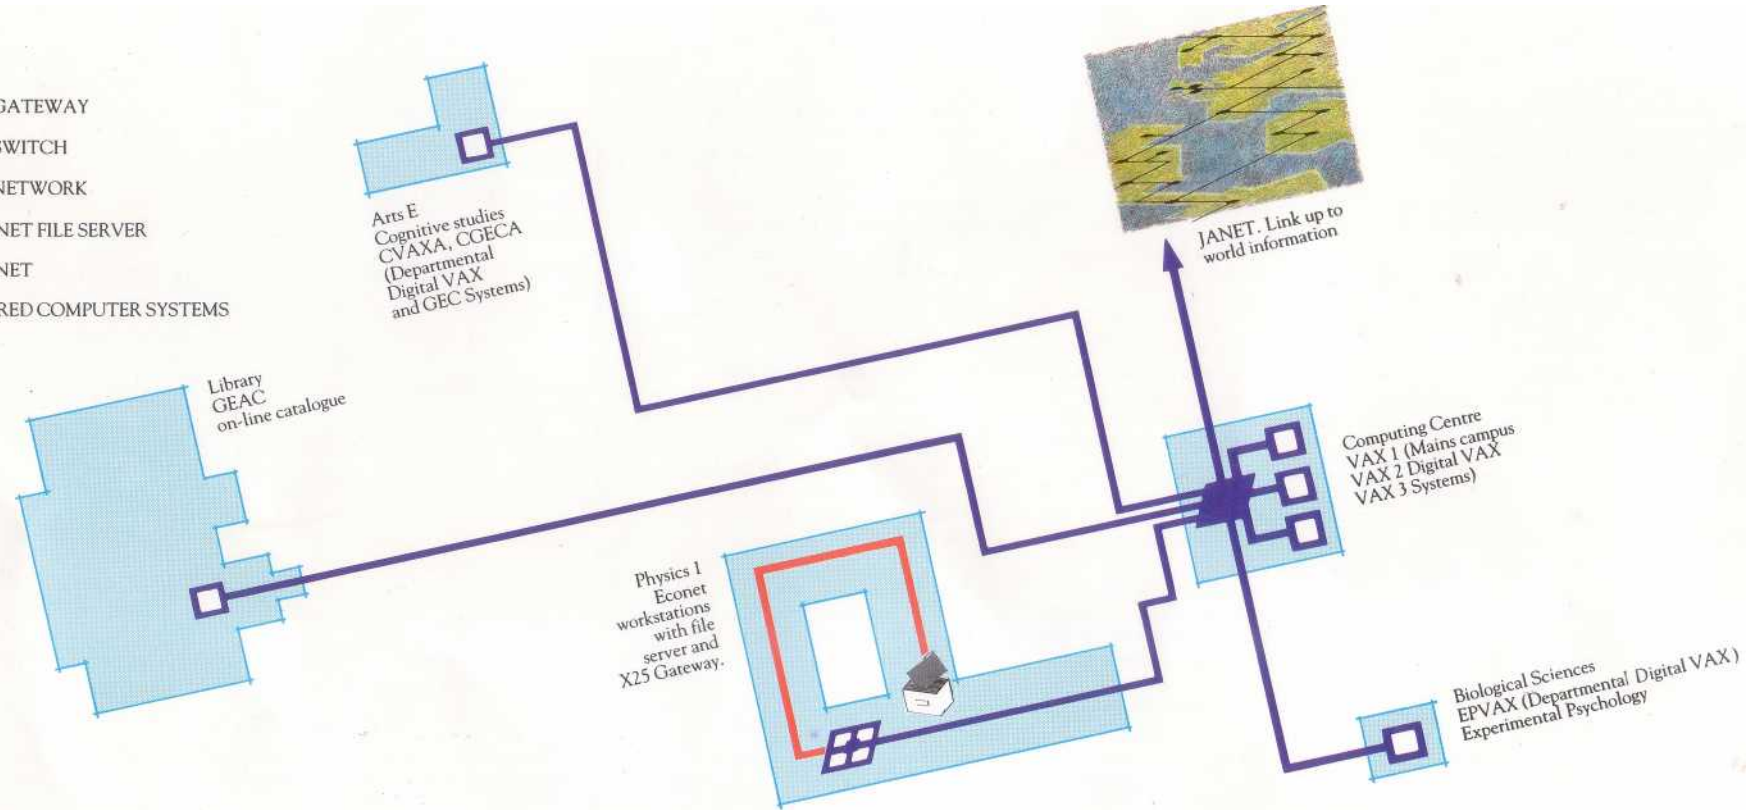 GATEWAY
SWITCH
NETWORK
NET FILE SERVER
NET
RED COMPUTER SYSTEMS
Arts E
Cognitive studies
CVAXA, CGECA
(Departmental
Digital VAX
and GEC Systems)
JANET. Link up to
world information
Library
GEAC
on-line catalogue
Computing Centre
VAX 1 (Mains campus
VAX 2 Digital VAX
VAX 3 Systems)
Physics 1
Econet
workstations
with file
server and
X25 Gateway.
Biological Sciences
EPVAX (Departmental Digital VAX)
Experimental Psychology